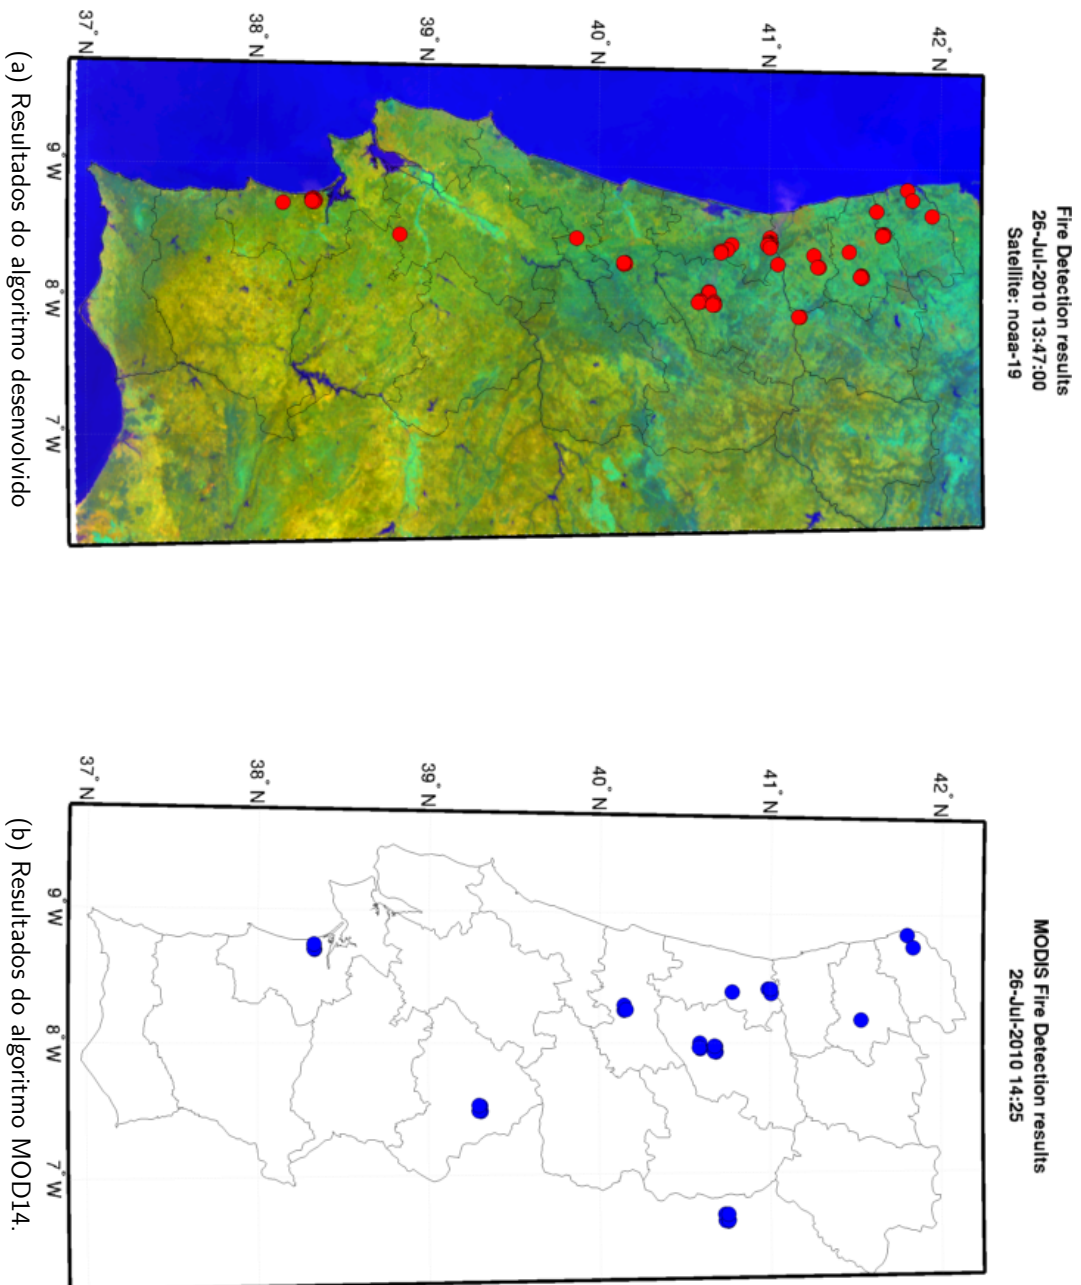 Fire Detection results
26-Jul-2010 13:47:00
Satellite: noaa-19
42° N
41° N
40° N
39° N
38° N
37° N
9° W
8° W
7° W
(a) Resultados do algoritmo desenvolvido
MODIS Fire Detection results
26-Jul-2010 14:25
42° N
41° N
40° N
39° N
38° N
37° N
9° W
8° W
7° W
(b) Resultados do algoritmo MOD14.